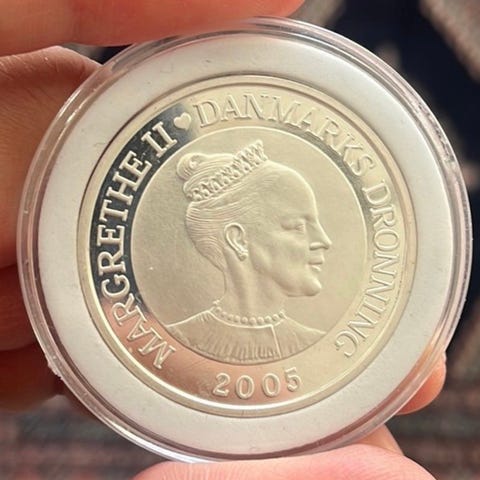 MARGRETHE II ♥ DANMARKS DRONNING
2005